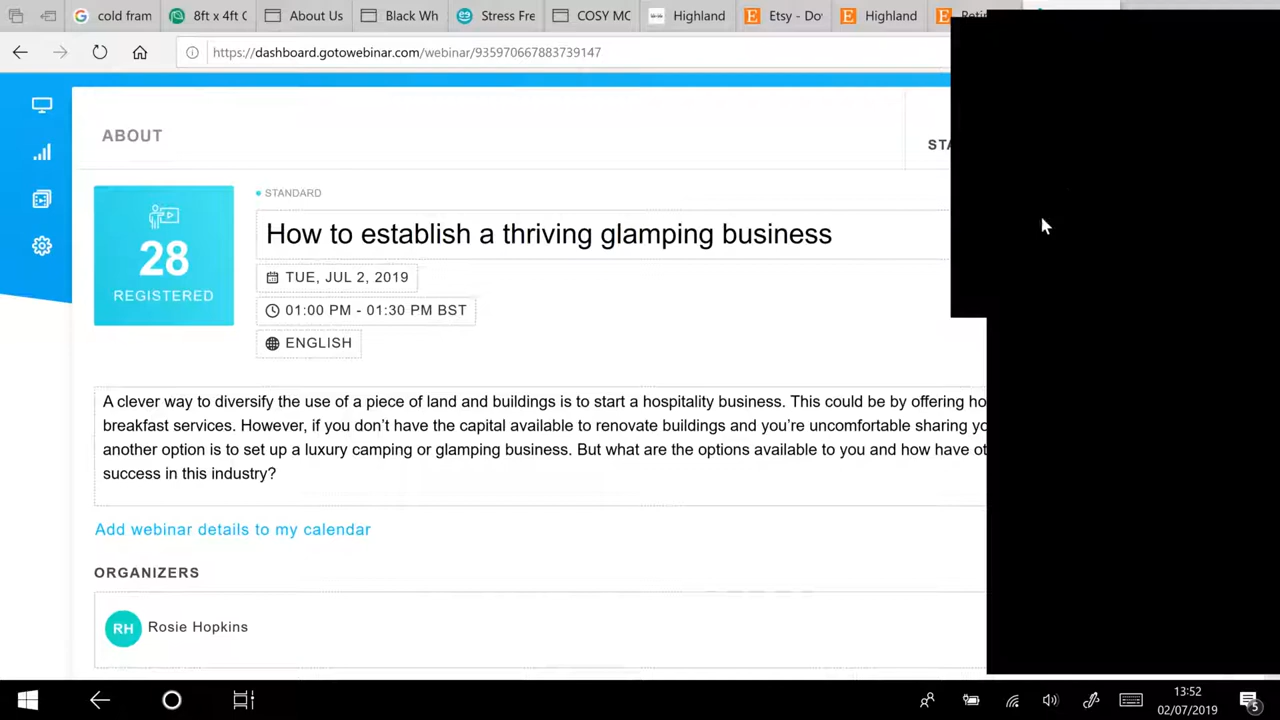 cold fram
8ft x 4ft
About Us
Black Wh
Stress Fre
COSY MC
Highland
Etsy - Do
Highland
https://dashboard.gotowebinar.com/webinar/935970667883739147
ABOUT
STA
28
REGISTERED
STANDARD
How to establish a thriving glamping business
TUE, JUL 2, 2019
01:00 PM - 01:30 PM BST
ENGLISH
A clever way to diversify the use of a piece of land and buildings is to start a hospitality business. This could be by offering ho
breakfast services. However, if you don't have the capital available to renovate buildings and you're uncomfortable sharing yo
another option is to set up a luxury camping or glamping business. But what are the options available to you and how have ot
success in this industry?
Add webinar details to my calendar
ORGANIZERS
RH Rosie Hopkins
13:52
02/07/2019
5